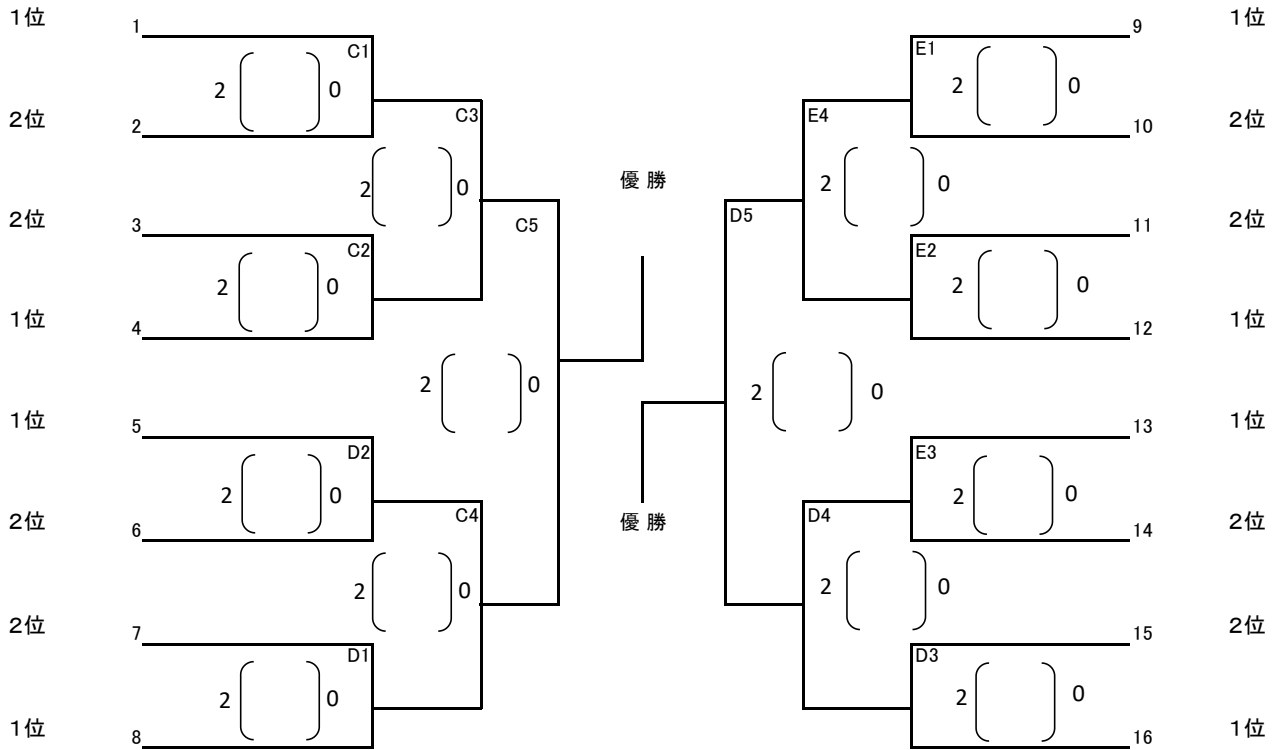 1位 1 9 1位
C1 E1
2 0 2 0
2位 2 C3 E4 10 2位
2 0 優勝 2 0
2位 3 C5 D5 11 2位
C2 E2
2 0 2 0
1位 4 12 1位
2 0 2 0
1位 5 13 1位
D2 E3
2 0 2 0
2位 6 C4 優勝 D4 14 2位
2 0 2 0
2位 7 15 2位
D1 D3
2 0 2 0
1位 8 16 1位